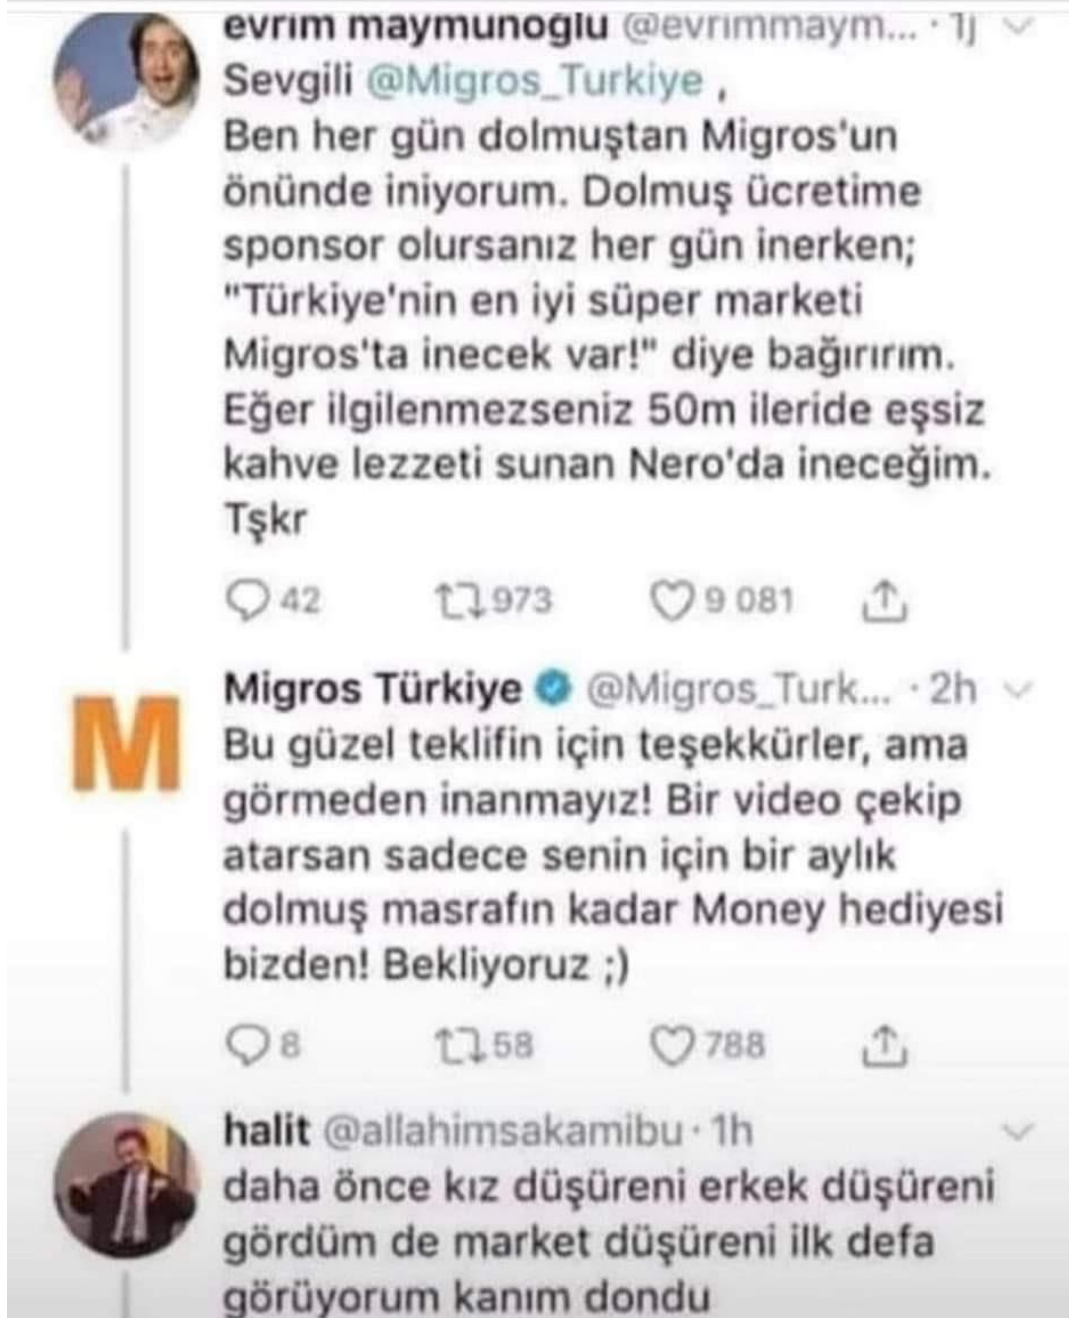 evrim maymunoğlu @evrimmaym... · 1j
Sevgili @Migros_Turkiye ,
Ben her gün dolmuştan Migros'un
önünde iniyorum. Dolmuş ücretime
sponsor olursanız her gün inerken;
"Türkiye'nin en iyi süper marketi
Migros'ta inecek var!" diye bağırırım.
Eğer ilgilenmezseniz 50m ileride eşsiz
kahve lezzeti sunan Nero'da ineceğim.
Tşkr
42 973 9 081
M
Migros Türkiye @Migros_Turk... · 2h
Bu güzel teklifin için teşekkürler, ama
görmeden inanmayız! Bir video çekip
atarsan sadece senin için bir aylık
dolmuş masrafın kadar Money hediyesi
bizden! Bekliyoruz ;)
8 58 788
halit @allahimsakamibu · 1h
daha önce kız düşüreni erkek düşüreni
gördüm de market düşüreni ilk defa
görüyorum kanım dondu